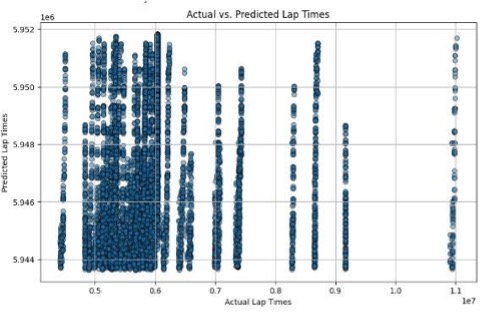 Actual vs. Predicted Lap Times
1e6
5.952
5.950
5.948
5.946
5.944
Predicted Lap Times
0.5 0.6 0.7 0.8 0.9 1.0 1.1
1e7
Actual Lap Times